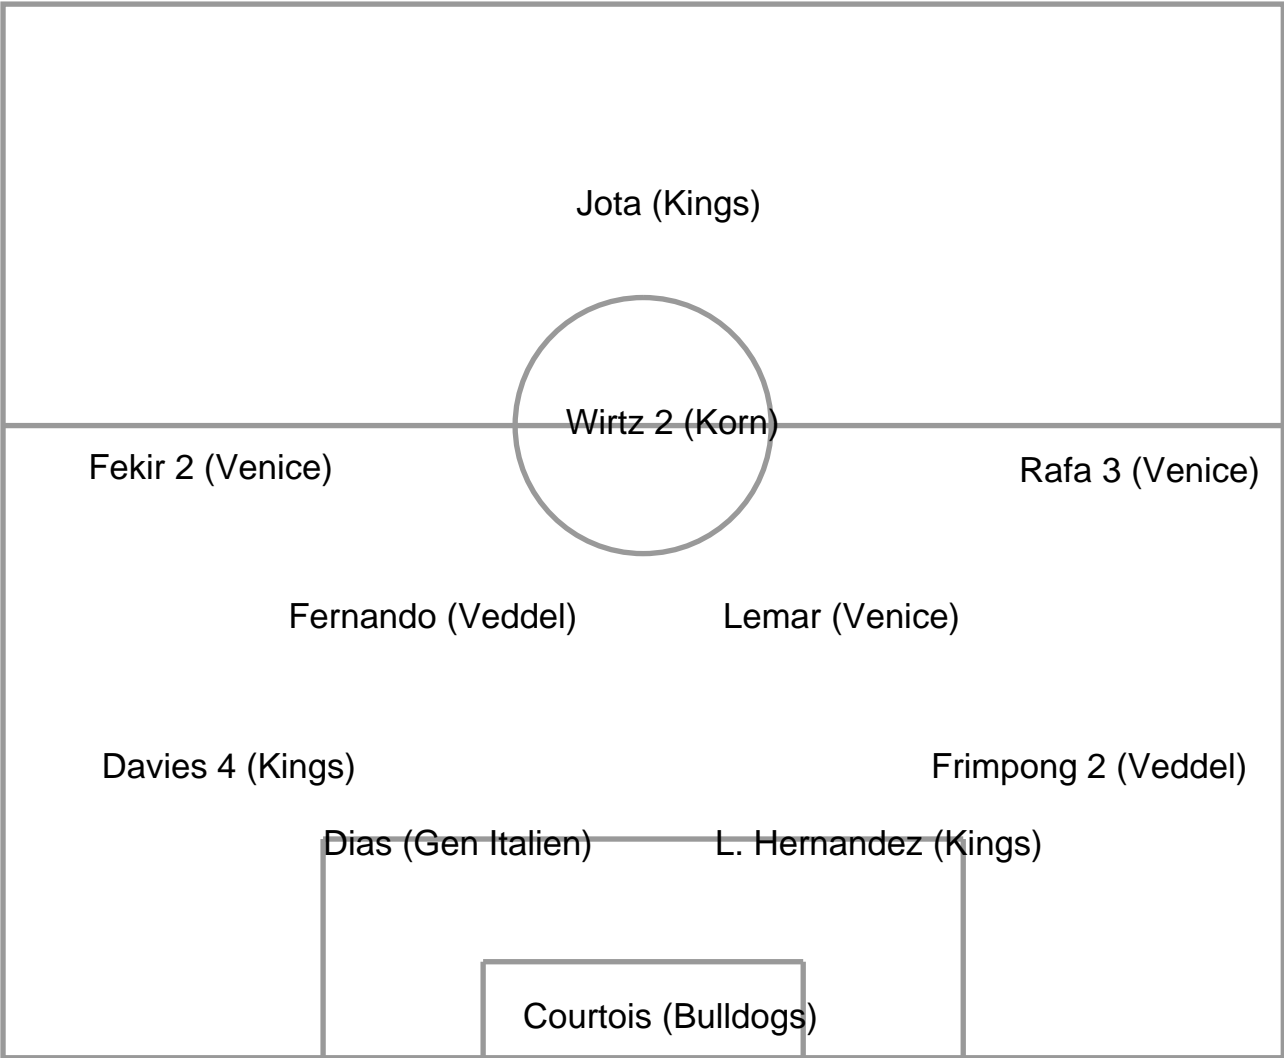 Jota (Kings)
Wirtz 2 (Korn)
Fekir 2 (Venice)
Rafa 3 (Venice)
Fernando (Veddel)
Lemar (Venice)
Davies 4 (Kings)
Frimpong 2 (Veddel)
Dias (Gen Italien)
L. Hernandez (Kings)
Courtois (Bulldogs)